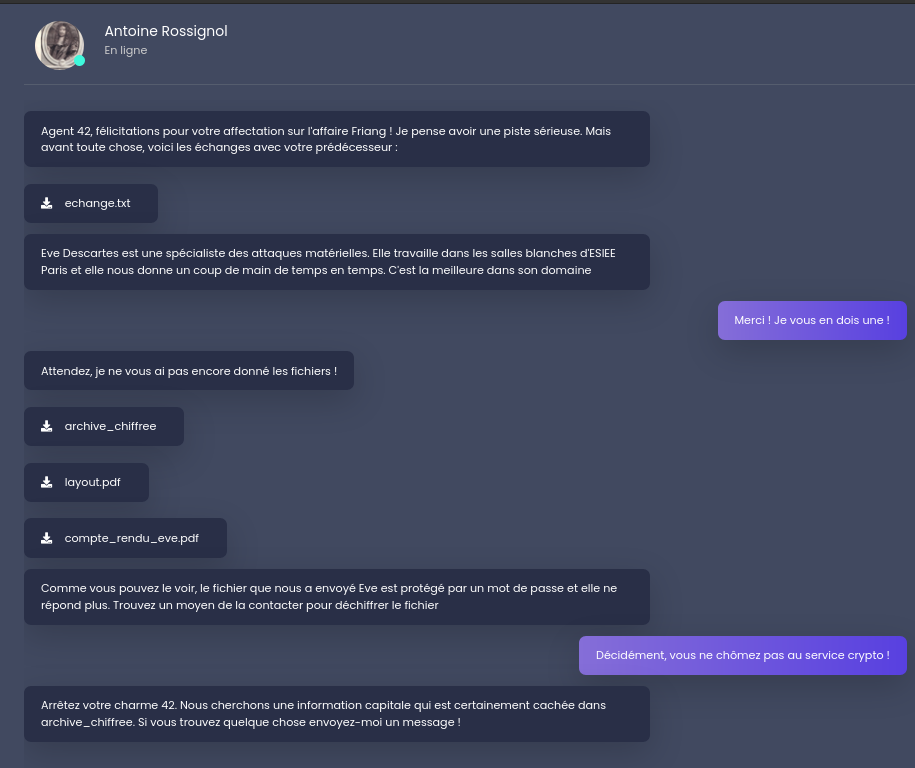 Antoine Rossignol
En ligne
Agent 42, félicitations pour votre affectation sur l'affaire Friang ! Je pense avoir une piste sérieuse. Mais
avant toute chose, voici les échanges avec votre prédécesseur :
echange.txt
Eve Descartes est une spécialiste des attaques matérielles. Elle travaille dans les salles blanches d'ESIEE
Paris et elle nous donne un coup de main de temps en temps. C'est la meilleure dans son domaine
Merci ! Je vous en dois une !
Attendez, je ne vous ai pas encore donné les fichiers !
archive_chiffree
layout.pdf
compte_rendu_eve.pdf
Comme vous pouvez le voir, le fichier que nous a envoyé Eve est protégé par un mot de passe et elle ne
répond plus. Trouvez un moyen de la contacter pour déchiffrer le fichier
Décidément, vous ne chômez pas au service crypto !
Arrêtez votre charme 42. Nous cherchons une information capitale qui est certainement cachée dans
archive_chiffree. Si vous trouvez quelque chose envoyez-moi un message !